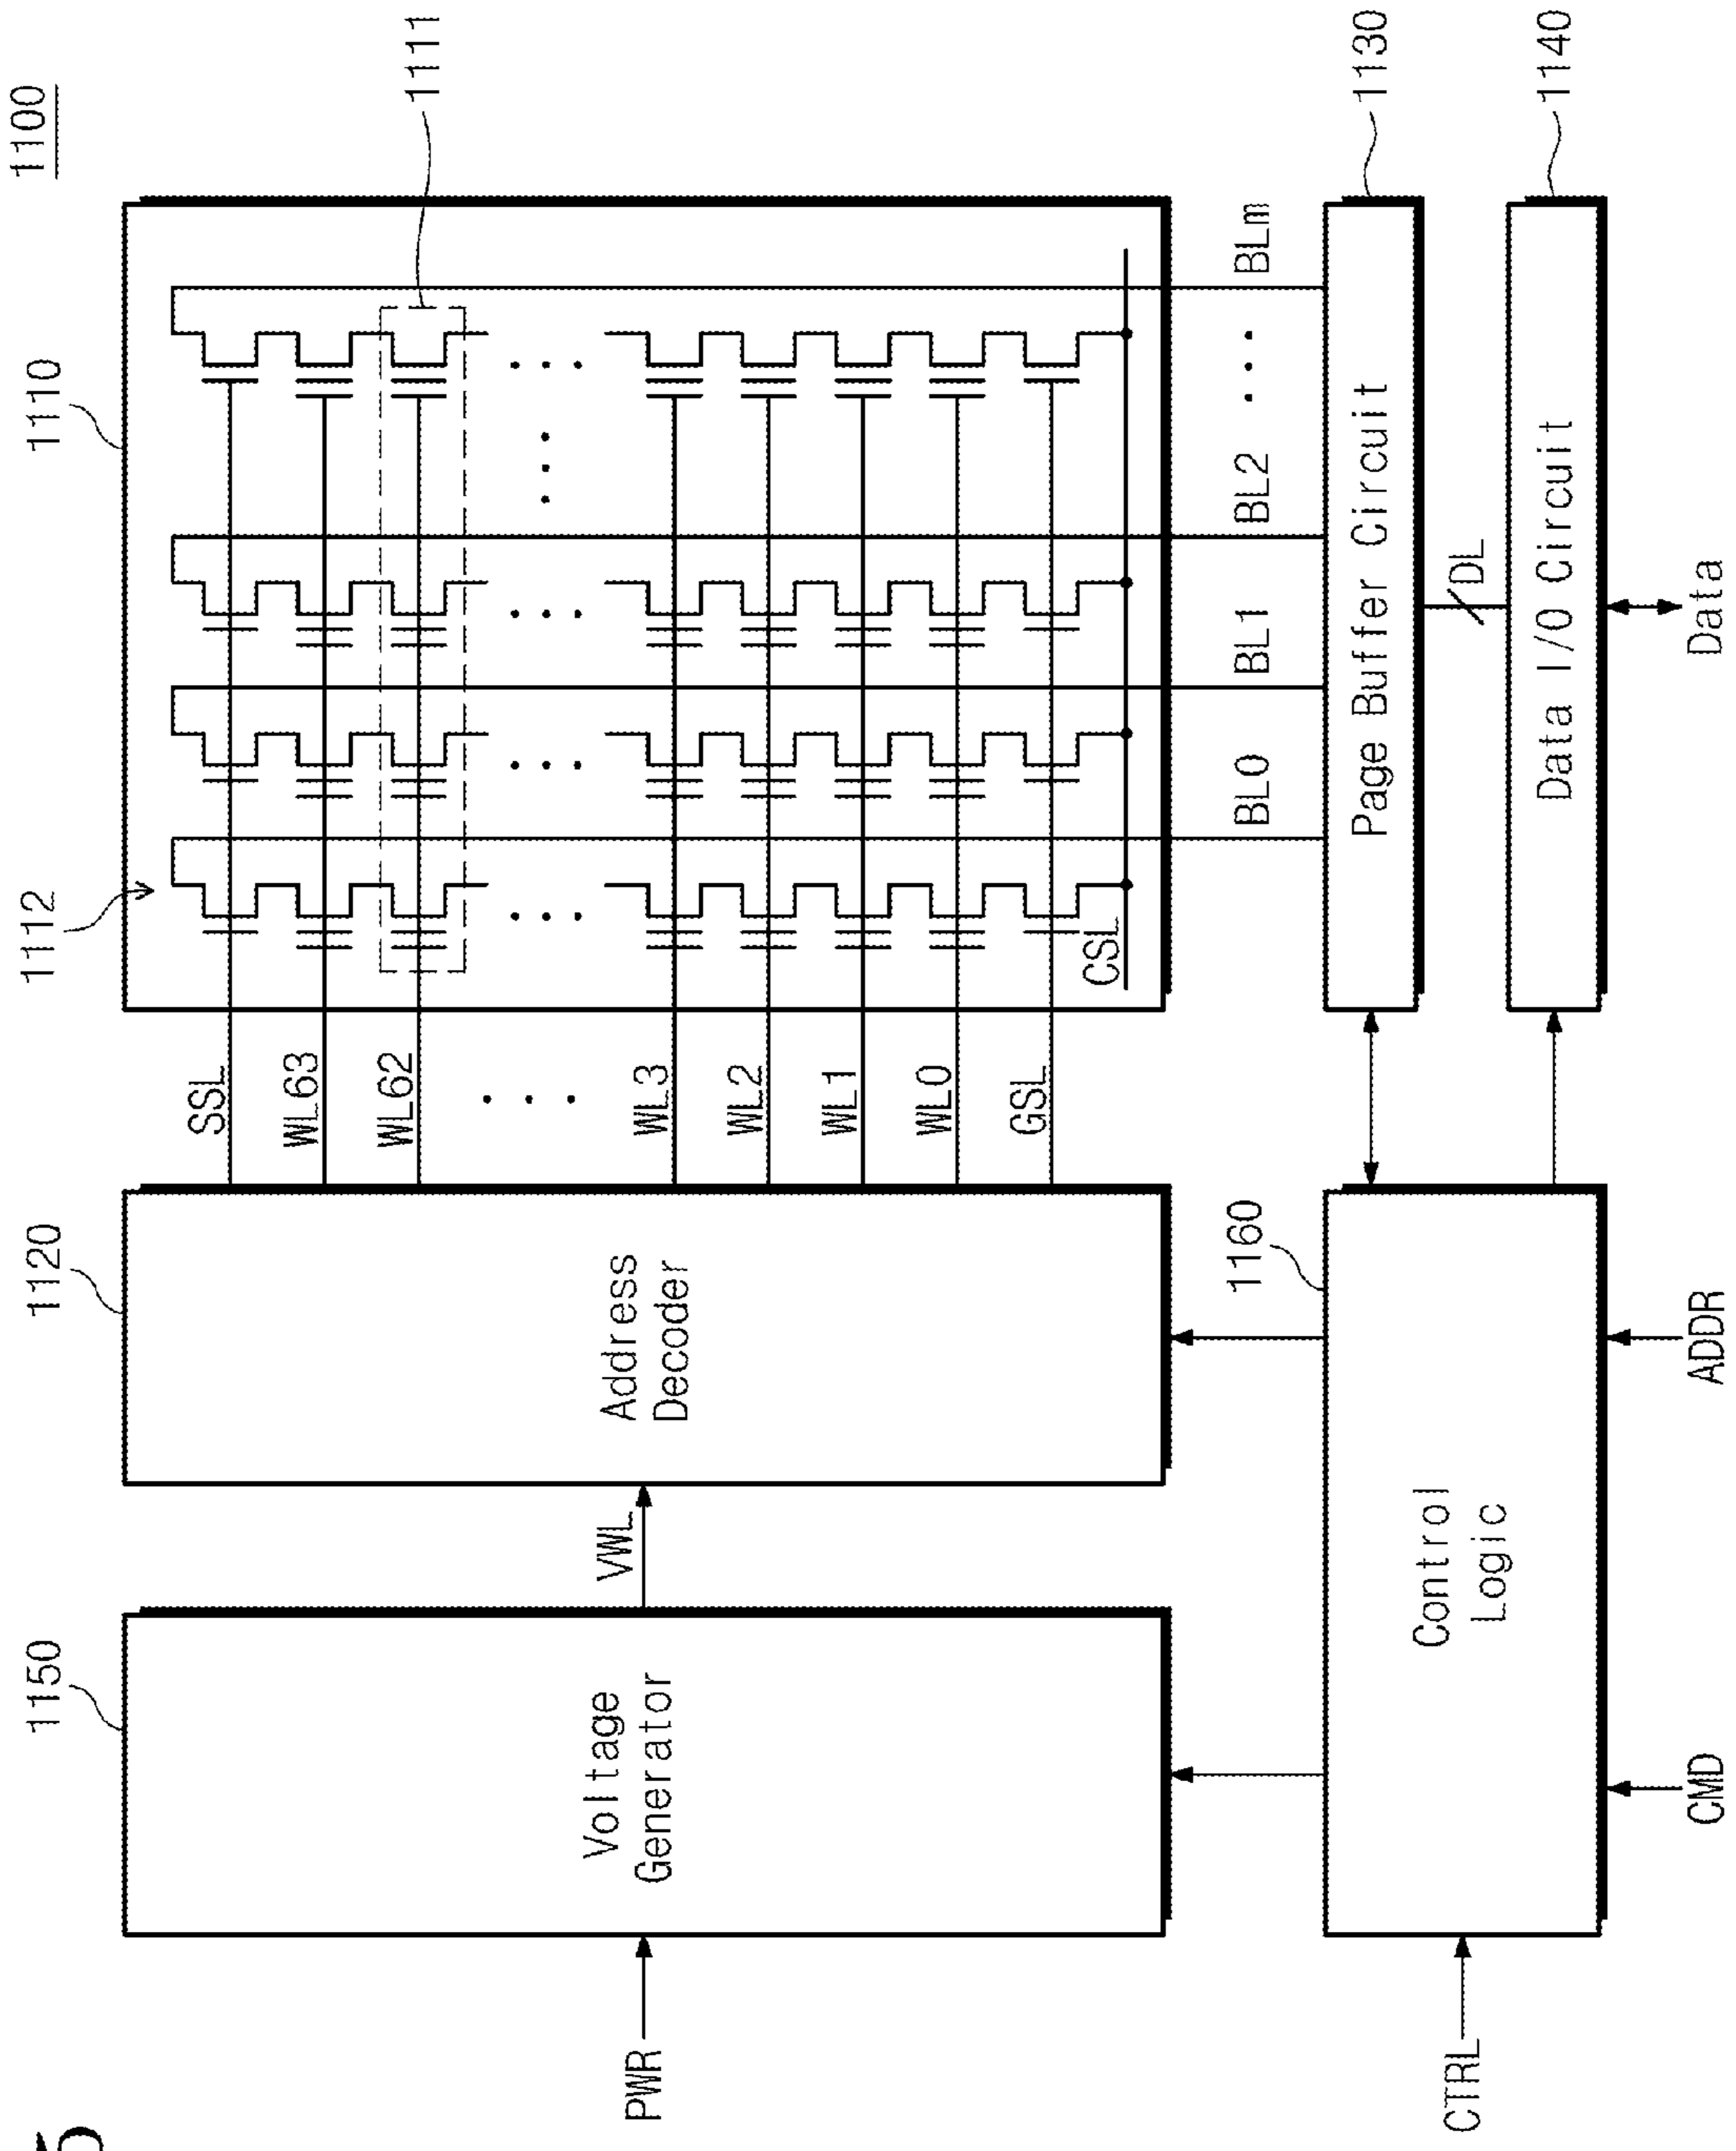 1100
1150
1120
1112
1110
SSL
WL63
WL62
1111
PWR
Voltage
Generator
VWL
Address
Decoder
WL3
WL2
WL1
WL0
GSL
CSL
1160
BL0
BL1
BL2
BLm
Page Buffer Circuit
1130
CTRL
Control
Logic
DL
Data I/O Circuit
1140
CMD
ADDR
Data